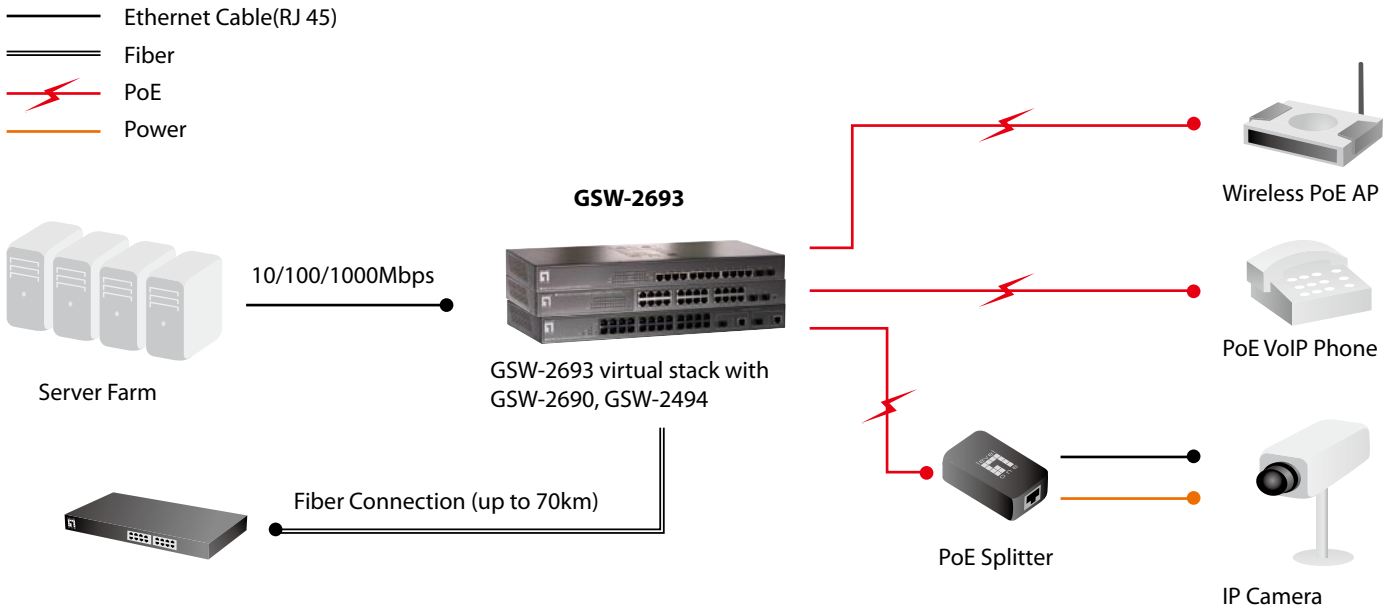 Ethernet Cable(RJ 45)
Fiber
PoE
Power
GSW-2693
Wireless PoE AP
10/100/1000Mbps
GSW-2693 virtual stack with
GSW-2690, GSW-2494
PoE VoIP Phone
Server Farm
Fiber Connection (up to 70km)
level
one
PoE Splitter
IP Camera